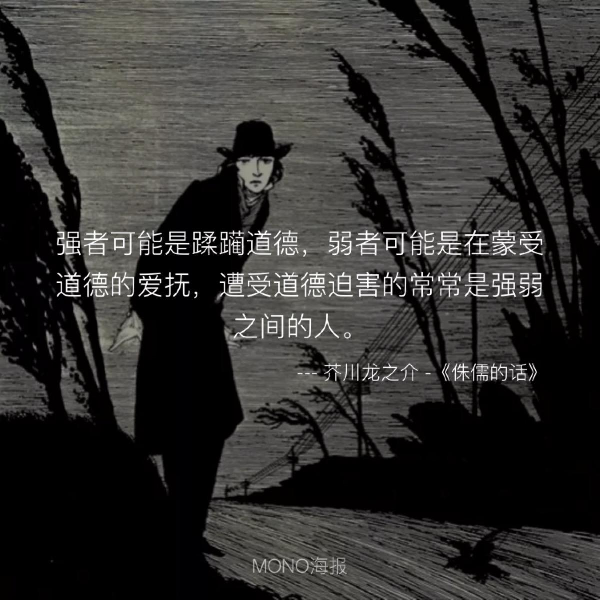 强者可能是蹂躏道德，弱者可能是在蒙受
道德的爱抚，遭受道德迫害的常常是强弱
之间的人。
--- 芥川龙之介 -《侏儒的话》
MONO海报